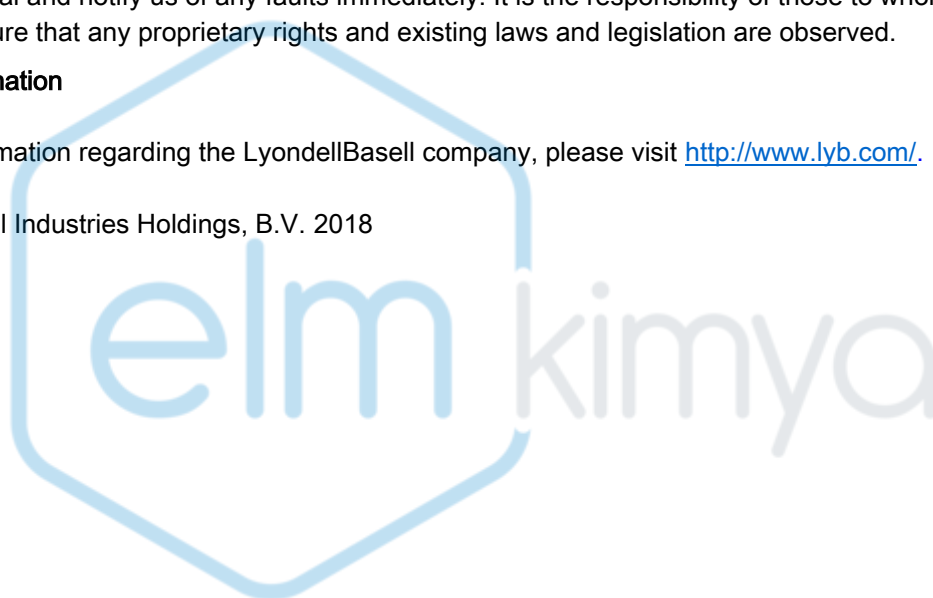 al and notify us of any faults immediately. It is the responsibility of those to
ure that any proprietary rights and existing laws and legislation are observed.
mation
mation regarding the LyondellBasell company, please visit http://www.lyb.com/.
l Industries Holdings, B.V. 2018
elm kimya